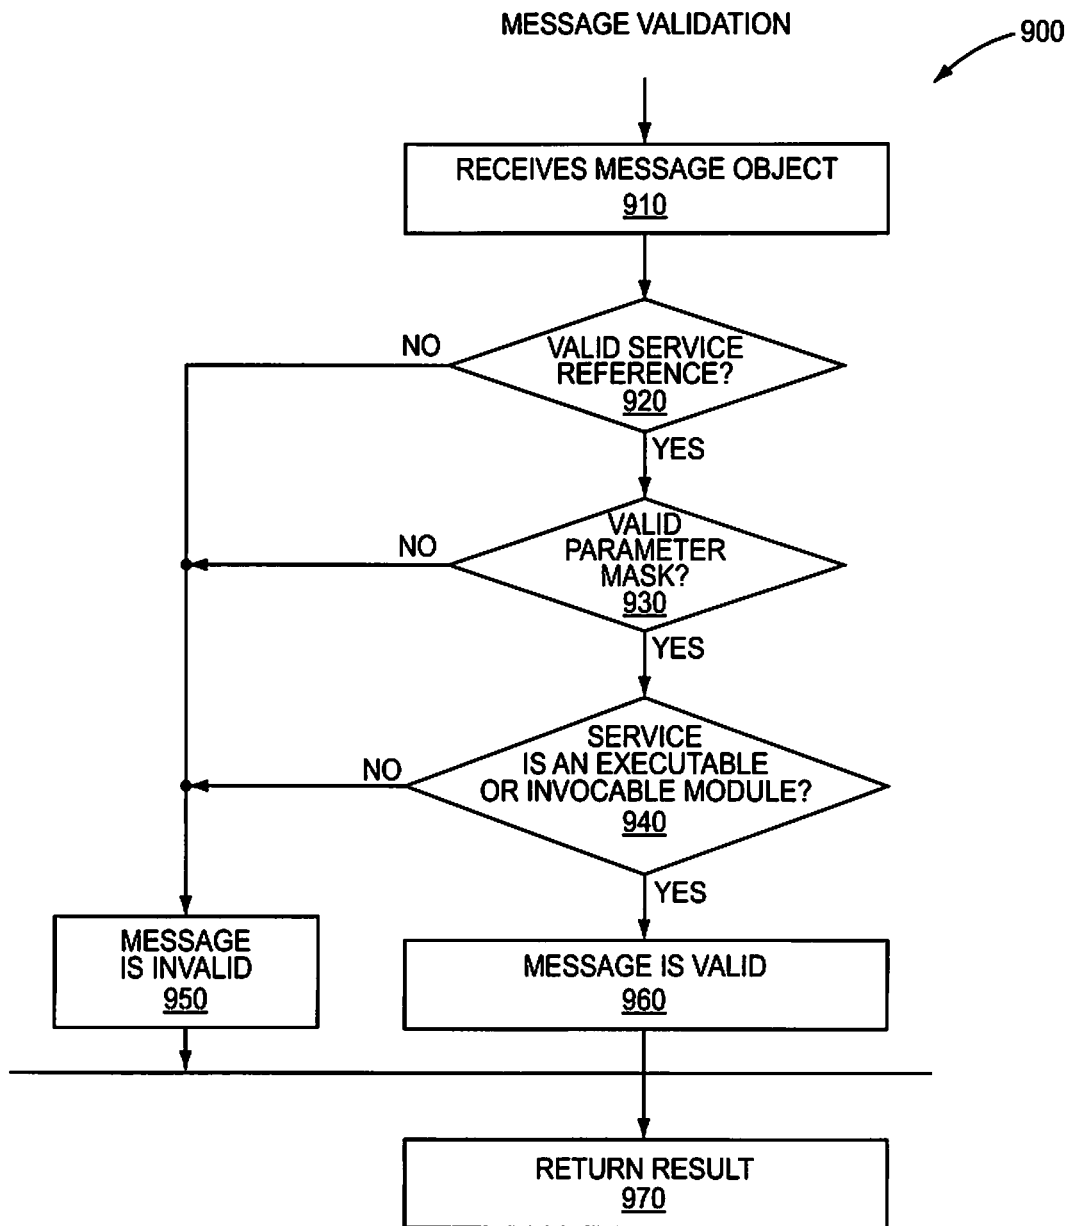 MESSAGE VALIDATION
900
RECEIVES MESSAGE OBJECT
910
NO
VALID SERVICE
REFERENCE?
920
YES
NO
VALID
PARAMETER
MASK?
930
YES
NO
SERVICE
IS AN EXECUTABLE
OR INVOCABLE MODULE?
940
YES
MESSAGE
IS INVALID
950
MESSAGE IS VALID
960
RETURN RESULT
970